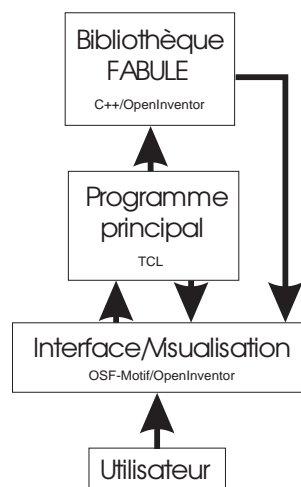 Bibliothèque
FABULE
C++/OpenInventor
Programme
principal
TCL
Interface/Visualisation
OSF-Motif/OpenInventor
Utilisateur